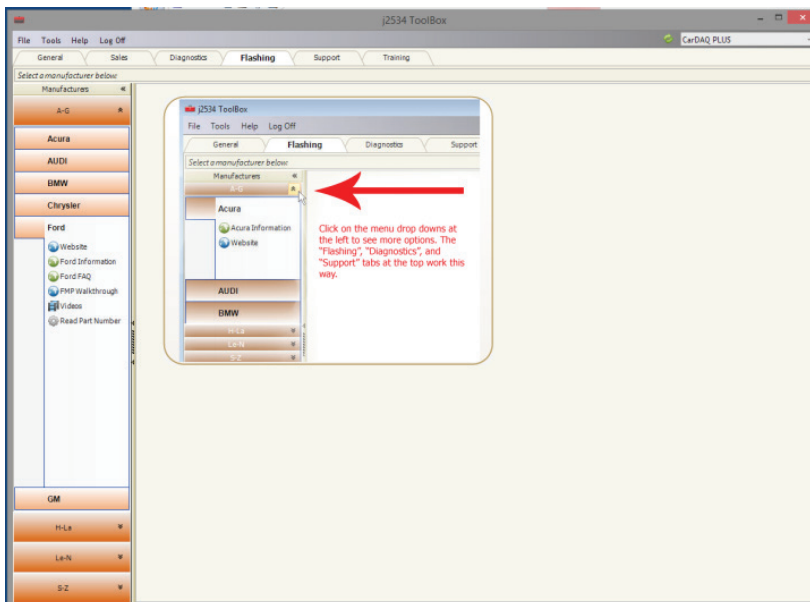 j2534 ToolBox
File Tools Help Log Off
CarDAQ PLUS
General Sales Diagnostics Flashing Support Training
Select a manufacturer below:
Manufacturers
A-G
Acura
AUDI
BMW
Chrysler
Ford
Website
Ford Information
Ford FAQ
FMP Walkthrough
Videos
Read Part Number
GM
H-La
Le-N
S-Z
j2534 ToolBox
File Tools Help Log Off
General Flashing Diagnostics Support
Select a manufacturer below:
Manufacturers
A-G
Acura
Acura Information
Website
AUDI
BMW
H-La
Le-N
S-Z
Click on the menu drop downs at
the left to see more options. The
"Flashing", "Diagnostics", and
"Support" tabs at the top work this
way.